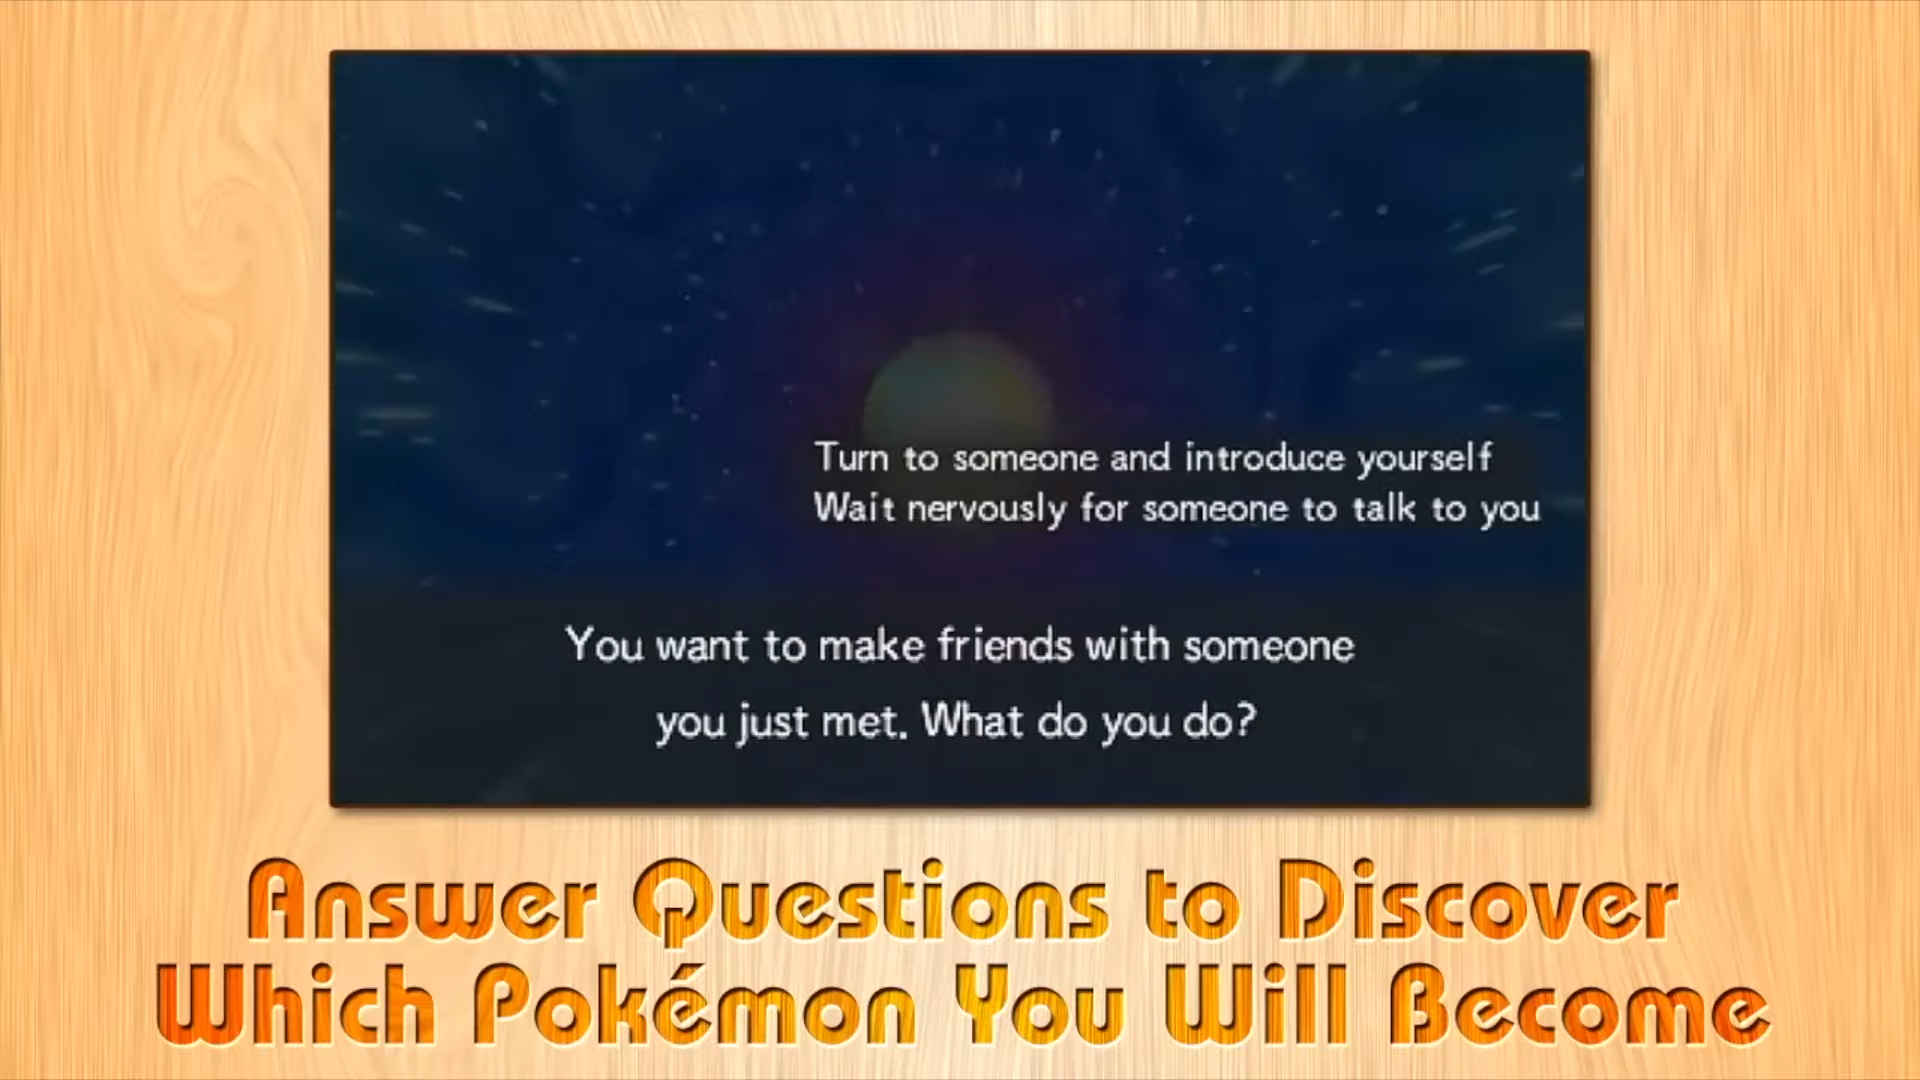 Turn to someone and introduce yourself
Wait nervously for someone to talk to you
You want to make friends with someone
you just met. What do you do?
Answer Questions to Discover
Which Pokémon You Will Become